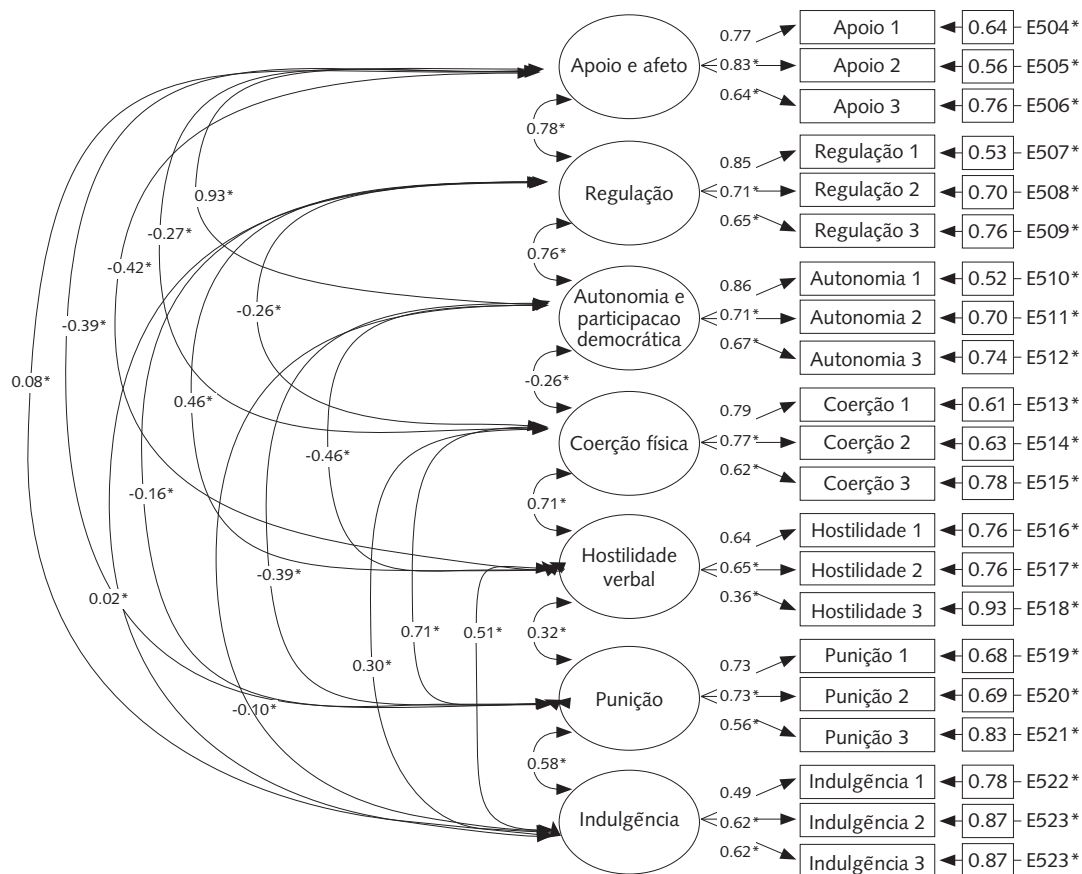 0.77
Apoio 1
0.64
E504*
Apoio e afeto
0.83*
Apoio 2
0.56
E505*
0.64*
Apoio 3
0.76
E506*
0.78*
0.85
Regulação 1
0.53
E507*
Regulação
0.71*
Regulação 2
0.70
E508*
0.65*
Regulação 3
0.76
E509*
0.93*
-0.27*
0.76*
-0.42*
0.86
Autonomia 1
0.52
E510*
Autonomia e
participacao
democrática
0.71*
Autonomia 2
0.70
E511*
0.67*
Autonomia 3
0.74
E512*
-0.26*
-0.39*
0.08*
-0.26*
0.46*
0.79
Coerção 1
0.61
E513*
Coerção física
0.77*
Coerção 2
0.63
E514*
0.62*
Coerção 3
0.78
E515*
-0.46*
-0.16*
0.71*
0.64
Hostilidade 1
0.76
E516*
Hostilidade
verbal
0.65*
Hostilidade 2
0.76
E517*
0.36*
Hostilidade 3
0.93
E518*
-0.39*
0.02*
0.71*
0.51*
0.32*
0.30*
0.73
Punição 1
0.68
E519*
Punição
0.73*
Punição 2
0.69
E520*
0.56*
Punição 3
0.83
E521*
-0.10*
0.58*
0.49
Indulgência 1
0.78
E522*
Indulgência
0.62*
Indulgência 2
0.87
E523*
0.62*
Indulgência 3
0.87
E523*